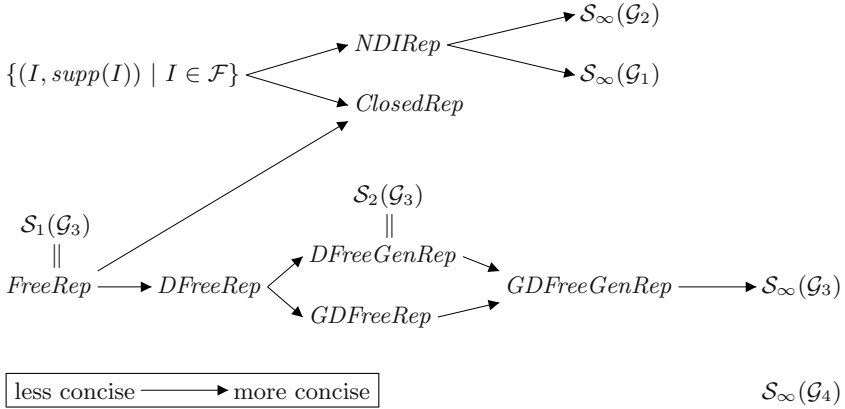 𝒮∞(𝒢2)
NDIRep
{(I, supp(I)) | I ∈ ℱ}
𝒮∞(𝒢1)
ClosedRep
𝒮1(𝒢3)
𝒮2(𝒢3)
||
||
DFreeGenRep
FreeRep
DFreeRep
GDFreeGenRep
𝒮∞(𝒢3)
GDFreeRep
less concise more concise
𝒮∞(𝒢4)